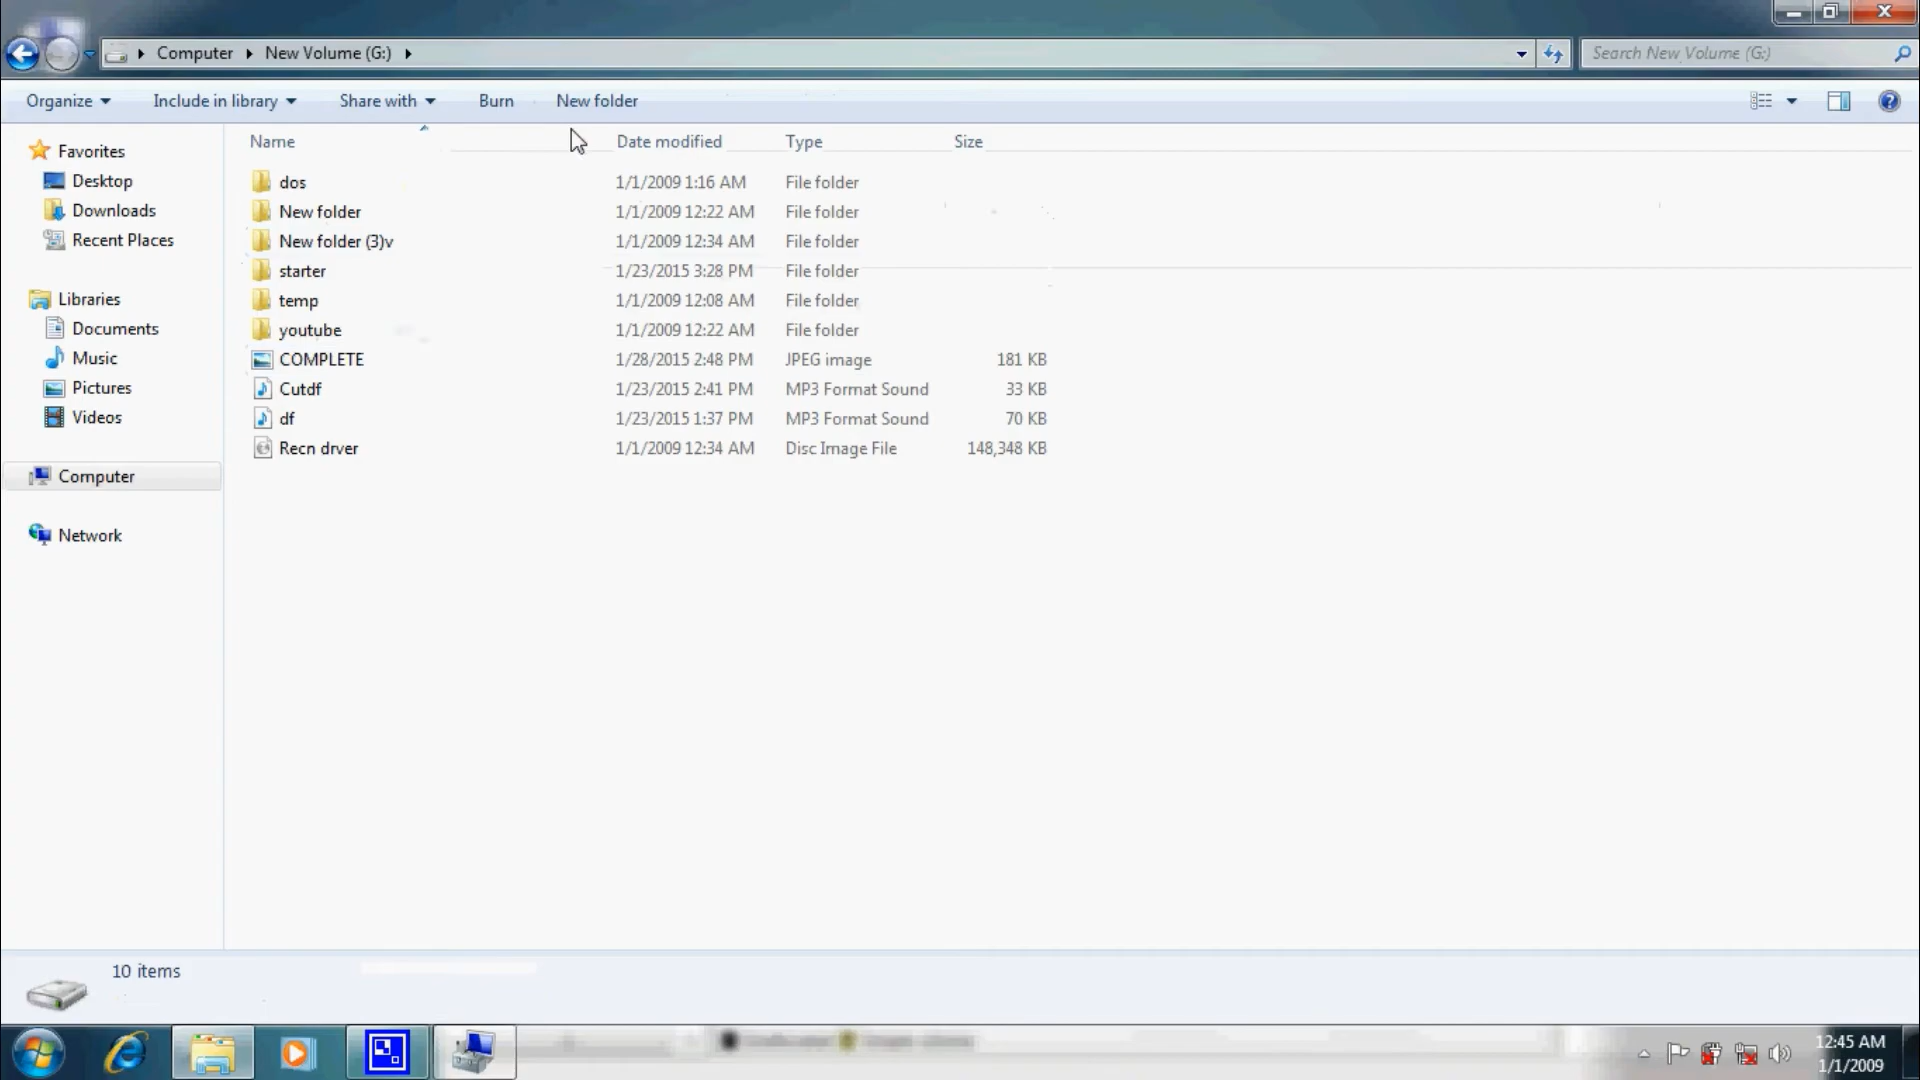 Computer New Volume (G:)
Search New Volume (G:)
Organize Include in library Share with Burn New folder
Name Date modified Type Size
Favorites
Desktop
Downloads
Recent Places
Libraries
Documents
Music
Pictures
Videos
Computer
Network
dos 1/1/2009 1:16 AM File folder
New folder 1/1/2009 12:22 AM File folder
New folder (3)v 1/1/2009 12:34 AM File folder
starter 1/23/2015 3:28 PM File folder
temp 1/1/2009 12:08 AM File folder
youtube 1/1/2009 12:22 AM File folder
COMPLETE 1/28/2015 2:48 PM JPEG image 181 KB
Cutdf 1/23/2015 2:41 PM MP3 Format Sound 33 KB
df 1/23/2015 1:37 PM MP3 Format Sound 70 KB
Recn drver 1/1/2009 12:34 AM Disc Image File 148,348 KB
10 items
12:45 AM
1/1/2009